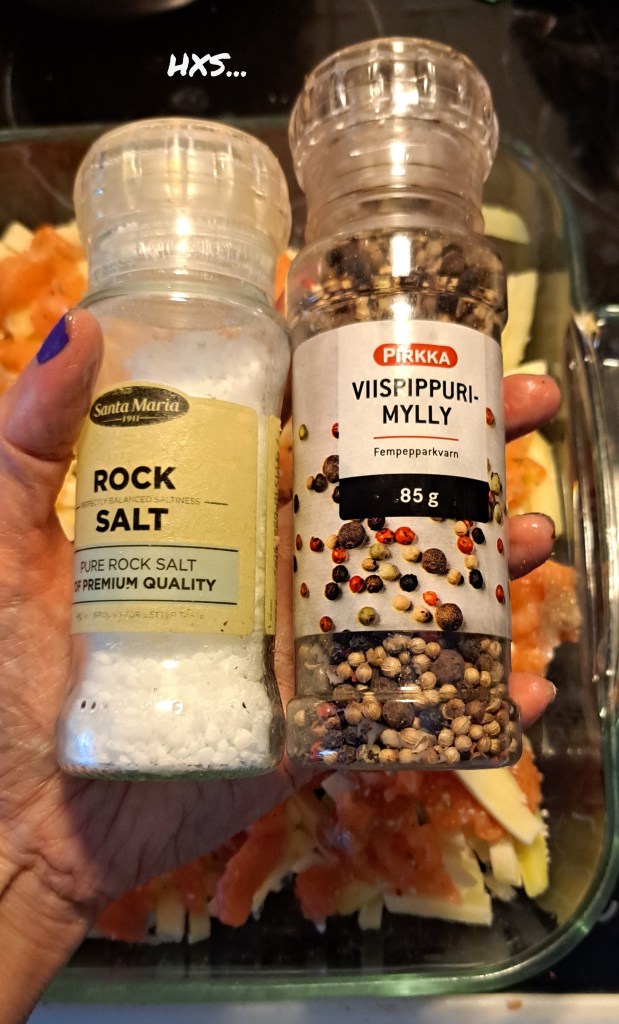 HXS...
Santa Maria
1911
ROCK
PERFECTLY BALANCED SALTINESS
SALT
PURE ROCK SALT
OF PREMIUM QUALITY
PIRKKA
VIISPIPPURI-
MYLLY
Fempepparkvarn
85 g